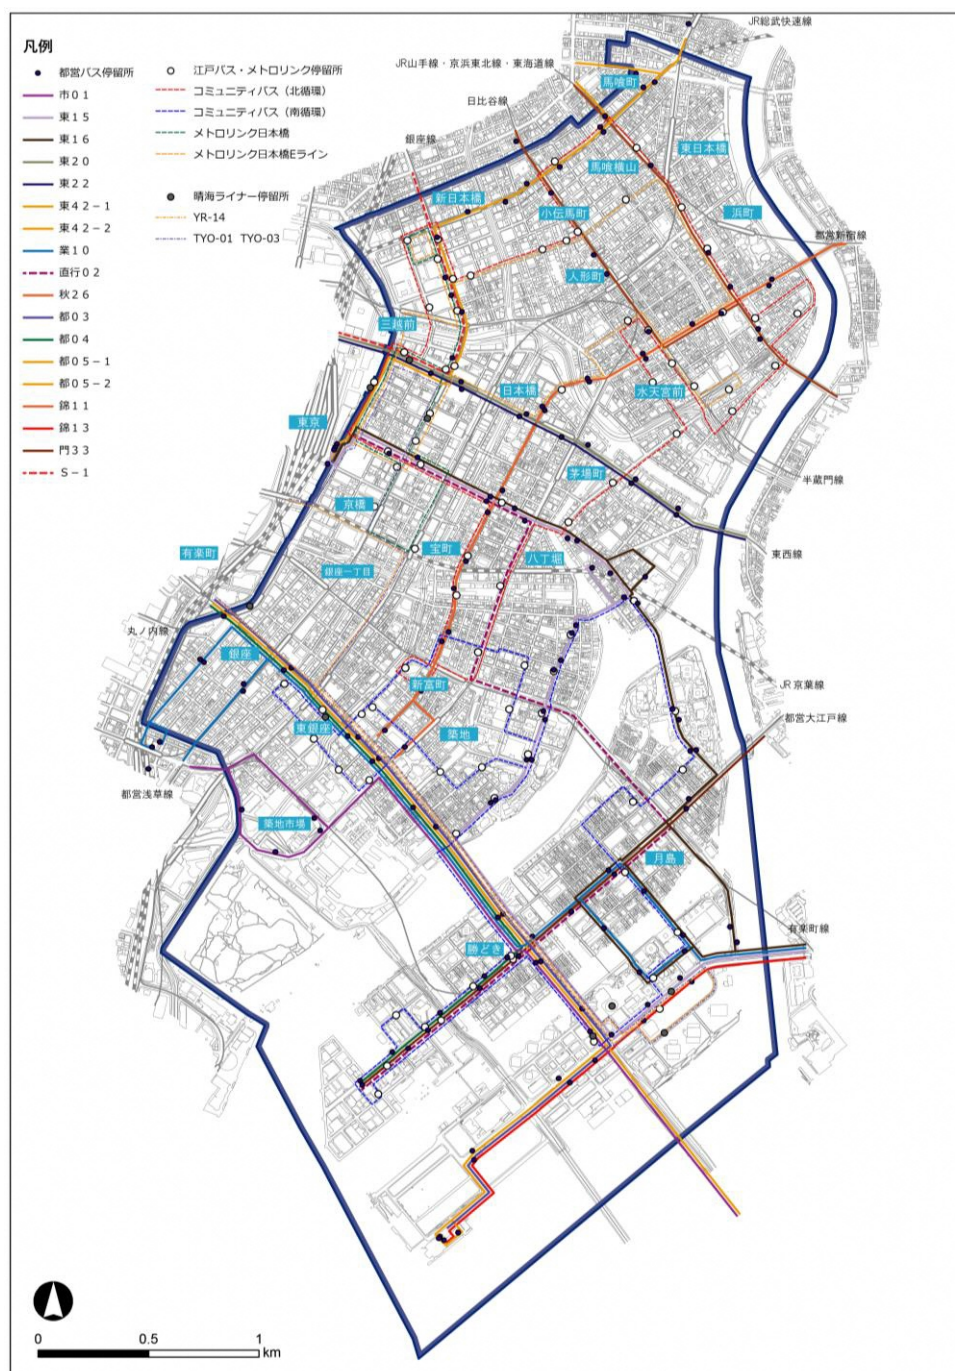 凡例
都営バス停留所
市01
東15
東16
東20
東22
東42-1
東42-2
業10
直行02
秋26
都03
都04
都05-1
都05-2
錦11
錦13
門33
S-1
江戸バス・メトロリンク停留所
コミュニティバス（北循環）
コミュニティバス（南循環）
メトロリンク日本橋
メトロリンク日本橋Eライン
晴海ライナー停留所
YR-14
TYO-01 TYO-03
JR総武快速線
JR山手線・京浜東北線・東海道線
馬喰町
日比谷線
銀座線
東日本橋
馬喰横山
新日本橋
小伝馬町
浜町
都営新宿線
人形町
三越前
日本橋
水天宮前
東京
茅場町
半蔵門線
京橋
宝町
八丁堀
東西線
有楽町
銀座一丁目
丸ノ内線
銀座
新富町
JR京葉線
東銀座
築地
都営大江戸線
都営浅草線
築地市場
月島
有楽町線
勝どき
0 0.5 1
km